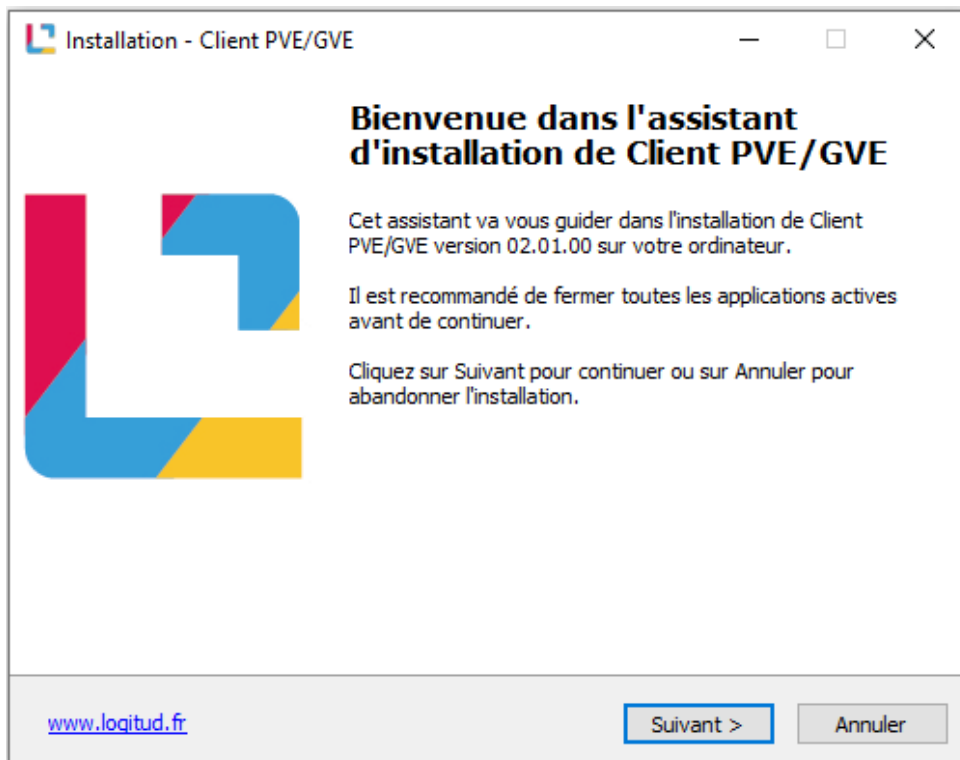 Installation - Client PVE/GVE
Bienvenue dans l'assistant
d'installation de Client PVE/GVE
Cet assistant va vous guider dans l'installation de Client
PVE/GVE version 02.01.00 sur votre ordinateur.
Il est recommandé de fermer toutes les applications actives
avant de continuer.
Cliquez sur Suivant pour continuer ou sur Annuler pour
abandonner l'installation.
www.logitud.fr
Suivant >
Annuler